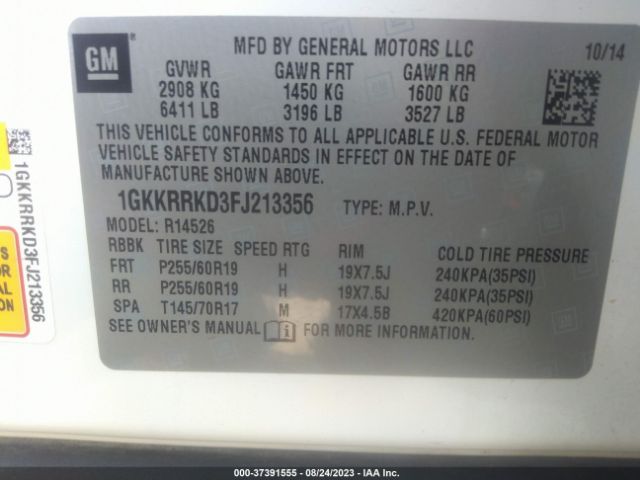 GM
MFD BY GENERAL MOTORS LLC 10/14
GVWR GAWR FRT GAWR RR
2908 KG 1450 KG 1600 KG
6411 LB 3196 LB 3527 LB
THIS VEHICLE CONFORMS TO ALL APPLICABLE U.S. FEDERAL MOTOR
VEHICLE SAFETY STANDARDS IN EFFECT ON THE DATE OF
MANUFACTURE SHOWN ABOVE.
1GKKRRKD3FJ213356 TYPE: M.P.V.
MODEL: R14526
RBBK TIRE SIZE SPEED RTG RIM COLD TIRE PRESSURE
FRT P255/60R19 H 19X7.5J 240KPA(35PSI)
RR P255/60R19 H 19X7.5J 240KPA(35PSI)
SPA T145/70R17 M 17X4.5B 420KPA(60PSI)
SEE OWNER'S MANUAL i FOR MORE INFORMATION.
1GKKRRKD3FJ213356
000-37391555 - 08/24/2023 - IAA Inc.